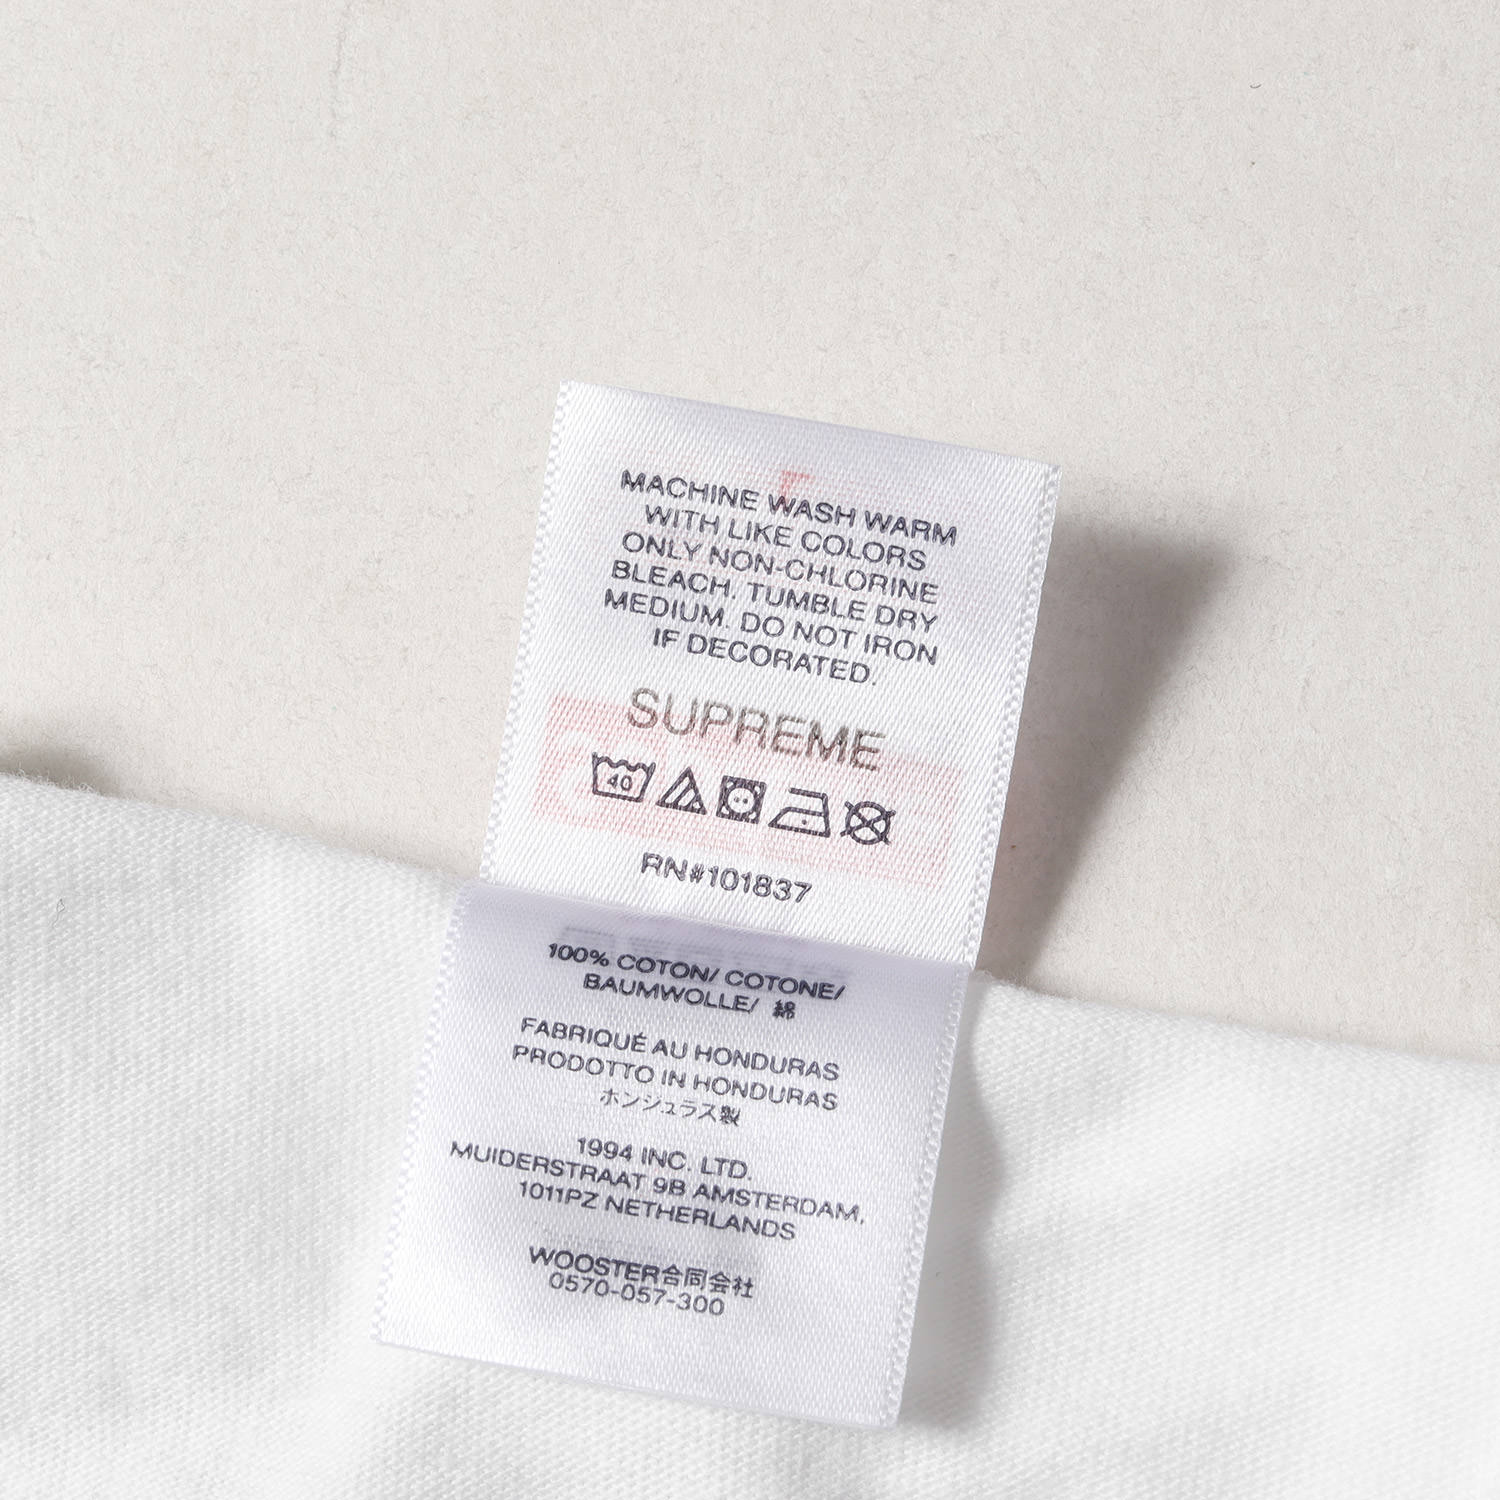 MACHINE WASH WARM
WITH LIKE COLORS
ONLY NON-CHLORINE
BLEACH. TUMBLE DRY
MEDIUM. DO NOT IRON
IF DECORATED.
SUPREME
40
RN#101837
100% COTON/ COTONE/
BAUMWOLLE/ 綿
FABRIQUÉ AU HONDURAS
PRODOTTO IN HONDURAS
ホンジュラス製
1994 INC. LTD.
MUIDERSTRAAT 9B AMSTERDAM,
1011PZ NETHERLANDS
WOOSTER合同会社
0570-057-300